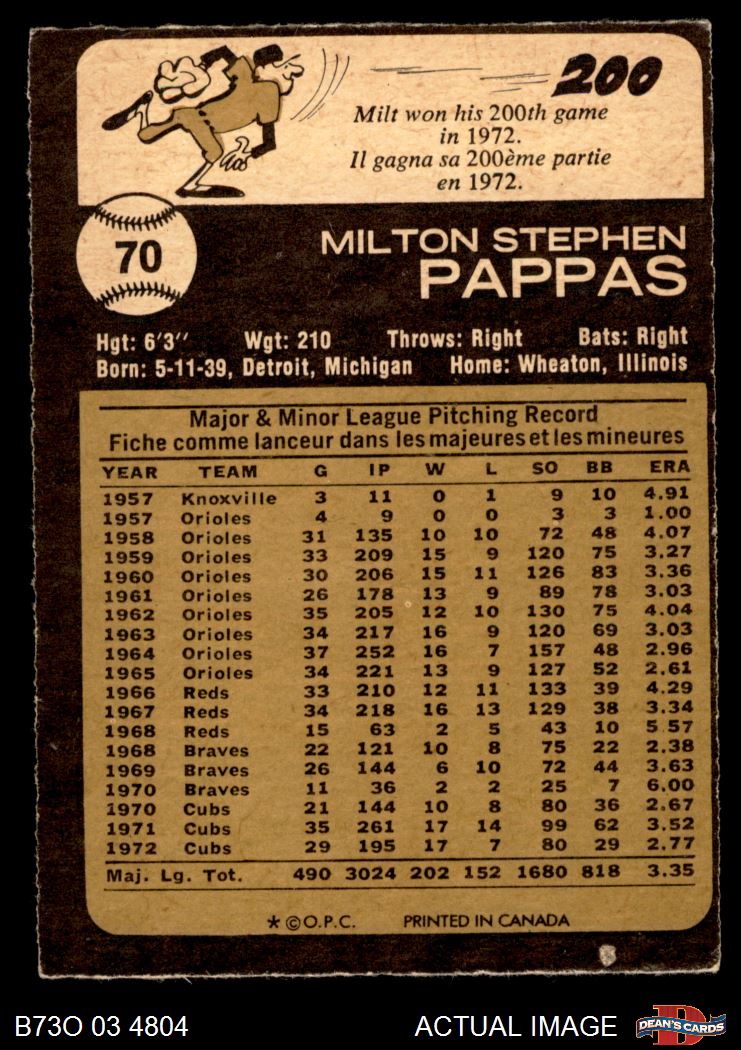 200
Milt won his 200th game
in 1972.
Il gagna sa 200ème partie
en 1972.
70
MILTON STEPHEN
PAPPAS
Hgt: 6'3" Wgt: 210 Throws: Right Bats: Right
Born: 5-11-39, Detroit, Michigan Home: Wheaton, Illinois
Major & Minor League Pitching Record
Fiche comme lanceur dans les majeures et les mineures
YEAR TEAM G IP W L SO BB ERA
1957 Knoxville 3 11 0 1 9 10 4.91
1957 Orioles 4 9 0 0 3 3 1.00
1958 Orioles 31 135 10 10 72 48 4.07
1959 Orioles 33 209 15 9 120 75 3.27
1960 Orioles 30 206 15 11 126 83 3.36
1961 Orioles 26 178 13 9 89 78 3.03
1962 Orioles 35 205 12 10 130 75 4.04
1963 Orioles 34 217 16 9 120 69 3.03
1964 Orioles 37 252 16 7 157 48 2.96
1965 Orioles 34 221 13 9 127 52 2.61
1966 Reds 33 210 12 11 133 39 4.29
1967 Reds 34 218 16 13 129 38 3.34
1968 Reds 15 63 2 5 43 10 5.57
1968 Braves 22 121 10 8 75 22 2.38
1969 Braves 26 144 6 10 72 44 3.63
1970 Braves 11 36 2 2 25 7 6.00
1970 Cubs 21 144 10 8 80 36 2.67
1971 Cubs 35 261 17 14 99 62 3.52
1972 Cubs 29 195 17 7 80 29 2.77
Maj. Lg. Tot. 490 3024 202 152 1680 818 3.35
* © O.P.C. PRINTED IN CANADA
B73O 03 4804 ACTUAL IMAGE D DEAN'S CARDS